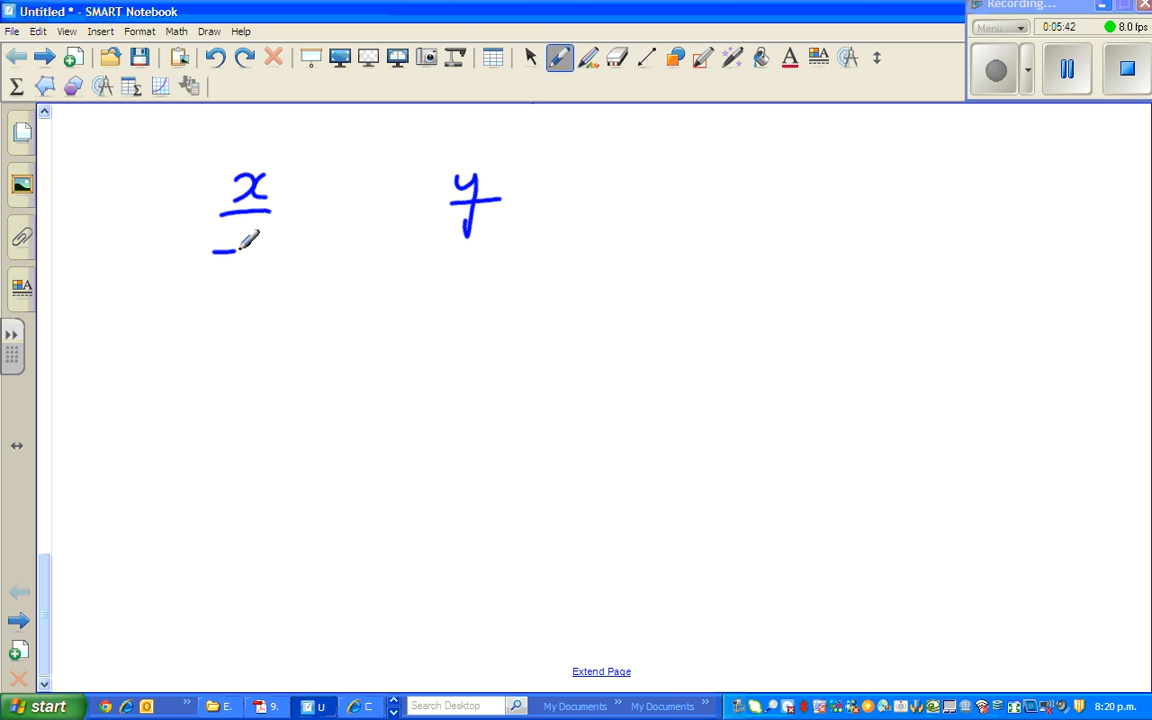 Untitled * - SMART Notebook
Recording...
File Edit View Insert Format Math Draw Help
Menu
0:05:42
8.0 fps
x y
–
Extend Page
start
E.
9.
U
C
Search Desktop
My Documents
My Documents
8:20 p.m.